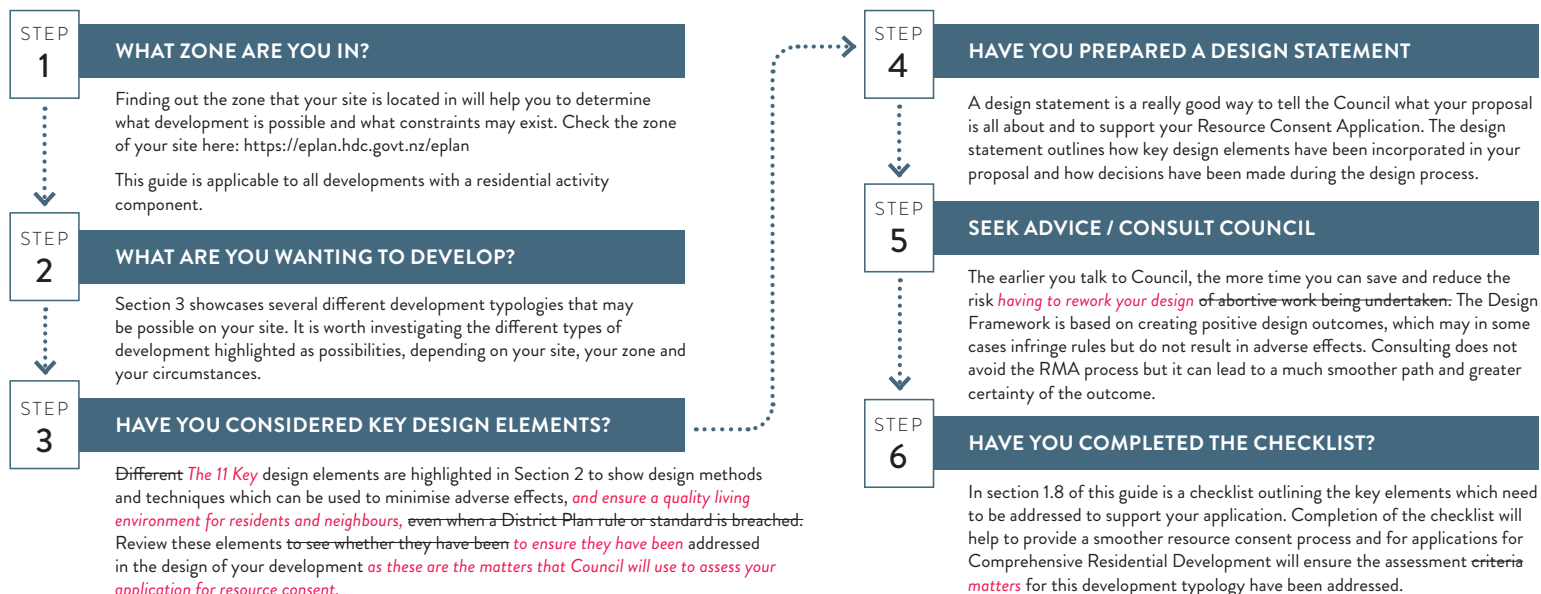 STEP
1
WHAT ZONE ARE YOU IN?
Finding out the zone that your site is located in will help you to determine
what development is possible and what constraints may exist. Check the zone
of your site here: https://eplan.hdc.govt.nz/eplan
This guide is applicable to all developments with a residential activity
component.
STEP
2
WHAT ARE YOU WANTING TO DEVELOP?
Section 3 showcases several different development typologies that may
be possible on your site. It is worth investigating the different types of
development highlighted as possibilities, depending on your site, your zone and
your circumstances.
STEP
3
HAVE YOU CONSIDERED KEY DESIGN ELEMENTS?
Different The 11 Key design elements are highlighted in Section 2 to show design methods
and techniques which can be used to minimise adverse effects, and ensure a quality living
environment for residents and neighbours, even when a District Plan rule or standard is breached.
Review these elements to see whether they have been to ensure they have been addressed
in the design of your development as these are the matters that Council will use to assess your
application for resource consent.
STEP
4
HAVE YOU PREPARED A DESIGN STATEMENT
A design statement is a really good way to tell the Council what your proposal
is all about and to support your Resource Consent Application. The design
statement outlines how key design elements have been incorporated in your
proposal and how decisions have been made during the design process.
STEP
5
SEEK ADVICE / CONSULT COUNCIL
The earlier you talk to Council, the more time you can save and reduce the
risk having to rework your design of abortive work being undertaken. The Design
Framework is based on creating positive design outcomes, which may in some
cases infringe rules but do not result in adverse effects. Consulting does not
avoid the RMA process but it can lead to a much smoother path and greater
certainty of the outcome.
STEP
6
HAVE YOU COMPLETED THE CHECKLIST?
In section 1.8 of this guide is a checklist outlining the key elements which need
to be addressed to support your application. Completion of the checklist will
help to provide a smoother resource consent process and for applications for
Comprehensive Residential Development will ensure the assessment criteria
matters for this development typology have been addressed.